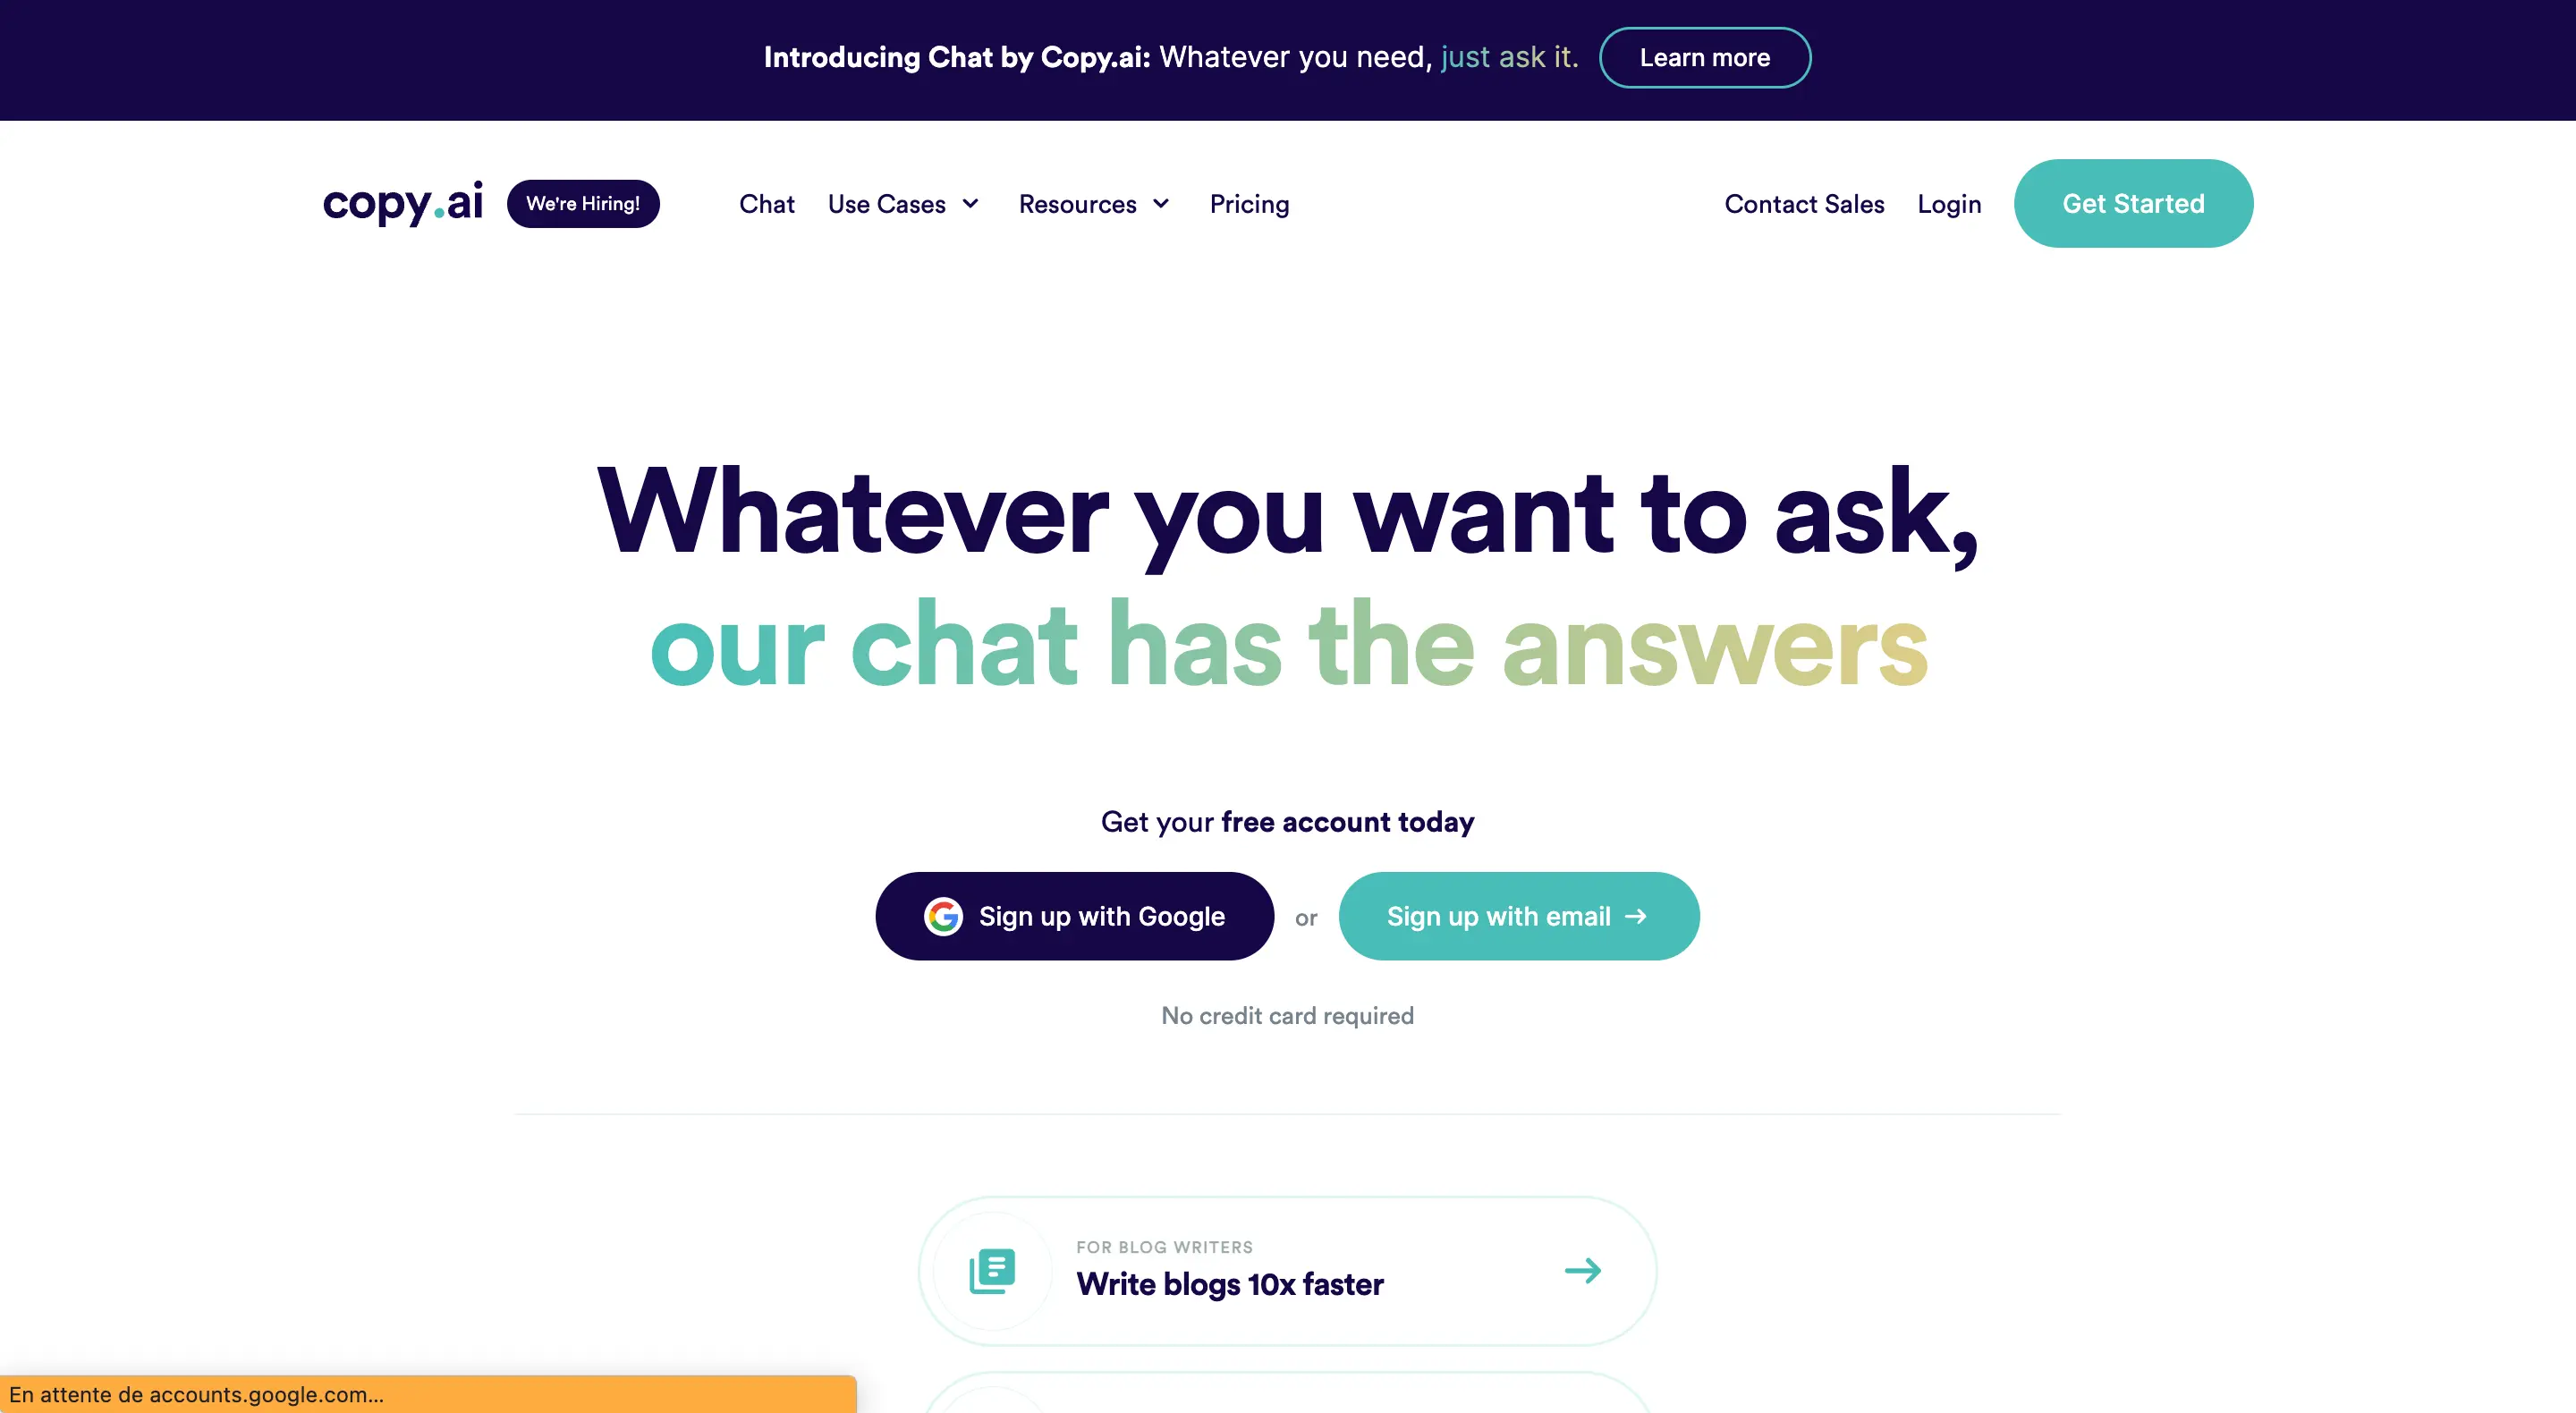 Introducing Chat by Copy.ai: Whatever you need, just ask it. Learn more
copy.ai We're Hiring! Chat Use Cases Resources Pricing Contact Sales Login Get Started
Whatever you want to ask,
our chat has the answers
Get your free account today
Sign up with Google or Sign up with email →
No credit card required
FOR BLOG WRITERS
Write blogs 10x faster
En attente de accounts.google.com...